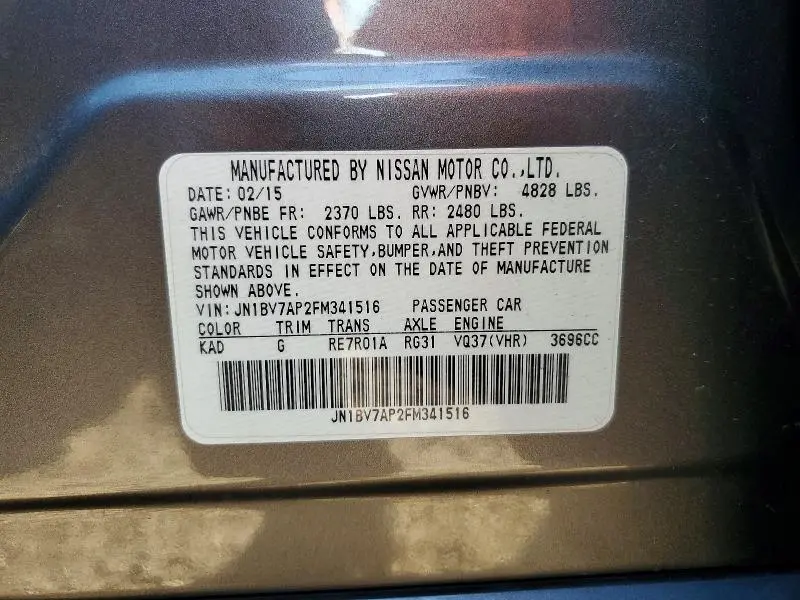 MANUFACTURED BY NISSAN MOTOR CO.,LTD.
DATE: 02/15 GVWR/PNBV: 4828 LBS.
GAWR/PNBE FR: 2370 LBS. RR: 2480 LBS.
THIS VEHICLE CONFORMS TO ALL APPLICABLE FEDERAL
MOTOR VEHICLE SAFETY,BUMPER,AND THEFT PREVENTION
STANDARDS IN EFFECT ON THE DATE OF MANUFACTURE
SHOWN ABOVE.
VIN: JN1BV7AP2FM341516 PASSENGER CAR
COLOR TRIM TRANS AXLE ENGINE
KAD G RE7R01A RG31 VQ37(VHR) 3696CC
JN1BV7AP2FM341516